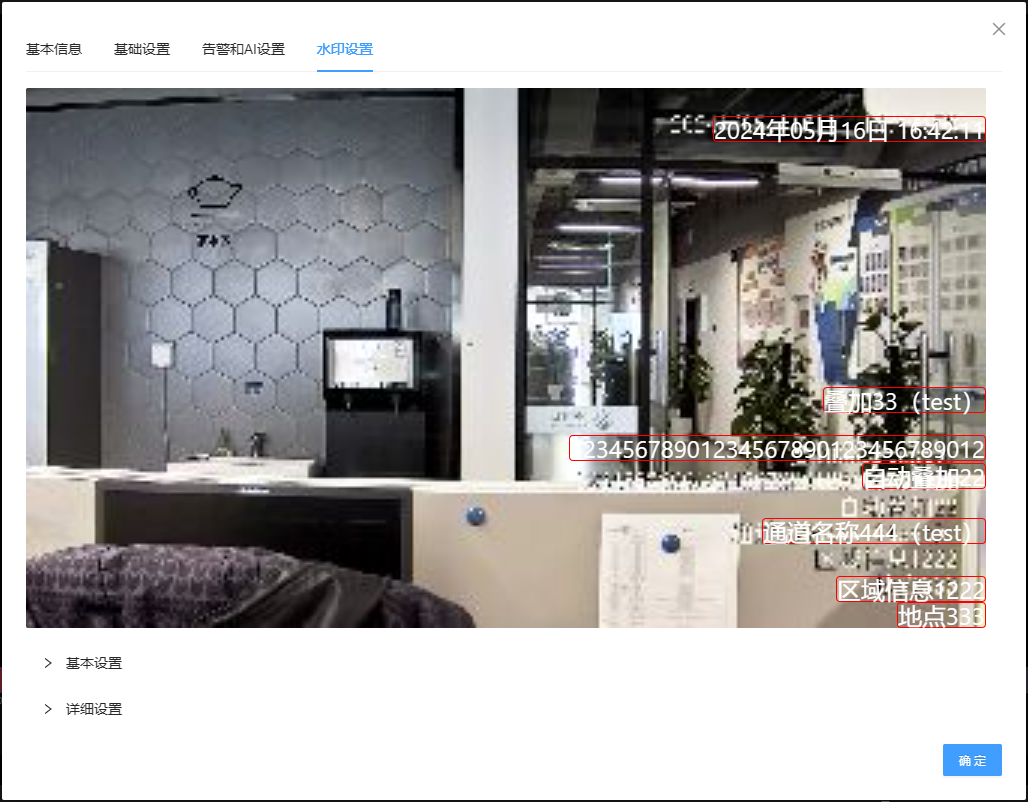 基本信息 基础设置 告警和AI设置 水印设置
2024年05月16日 16:42:11
叠加33（test）
12345678901234567890123456789012
自动叠加22
通道名称444（test）
区域信息1222
地点333
基本设置
详细设置
确定